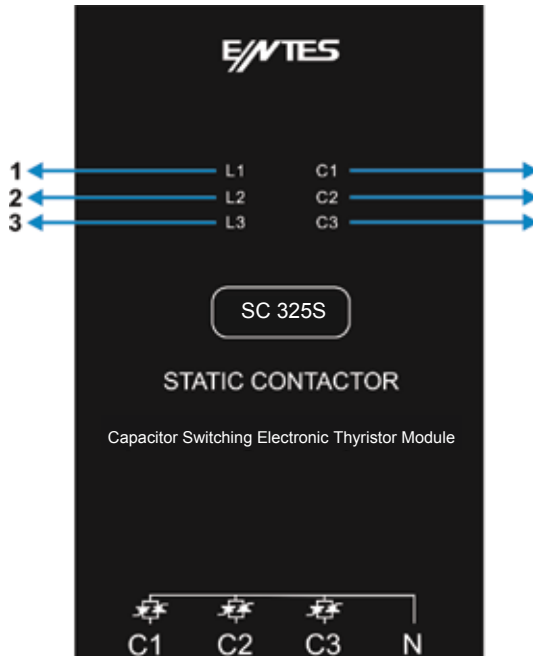 ENTES
1 L1 C1
2 L2 C2
3 L3 C3
SC 325S
STATIC CONTACTOR
Capacitor Switching Electronic Thyristor Module
C1 C2 C3 N